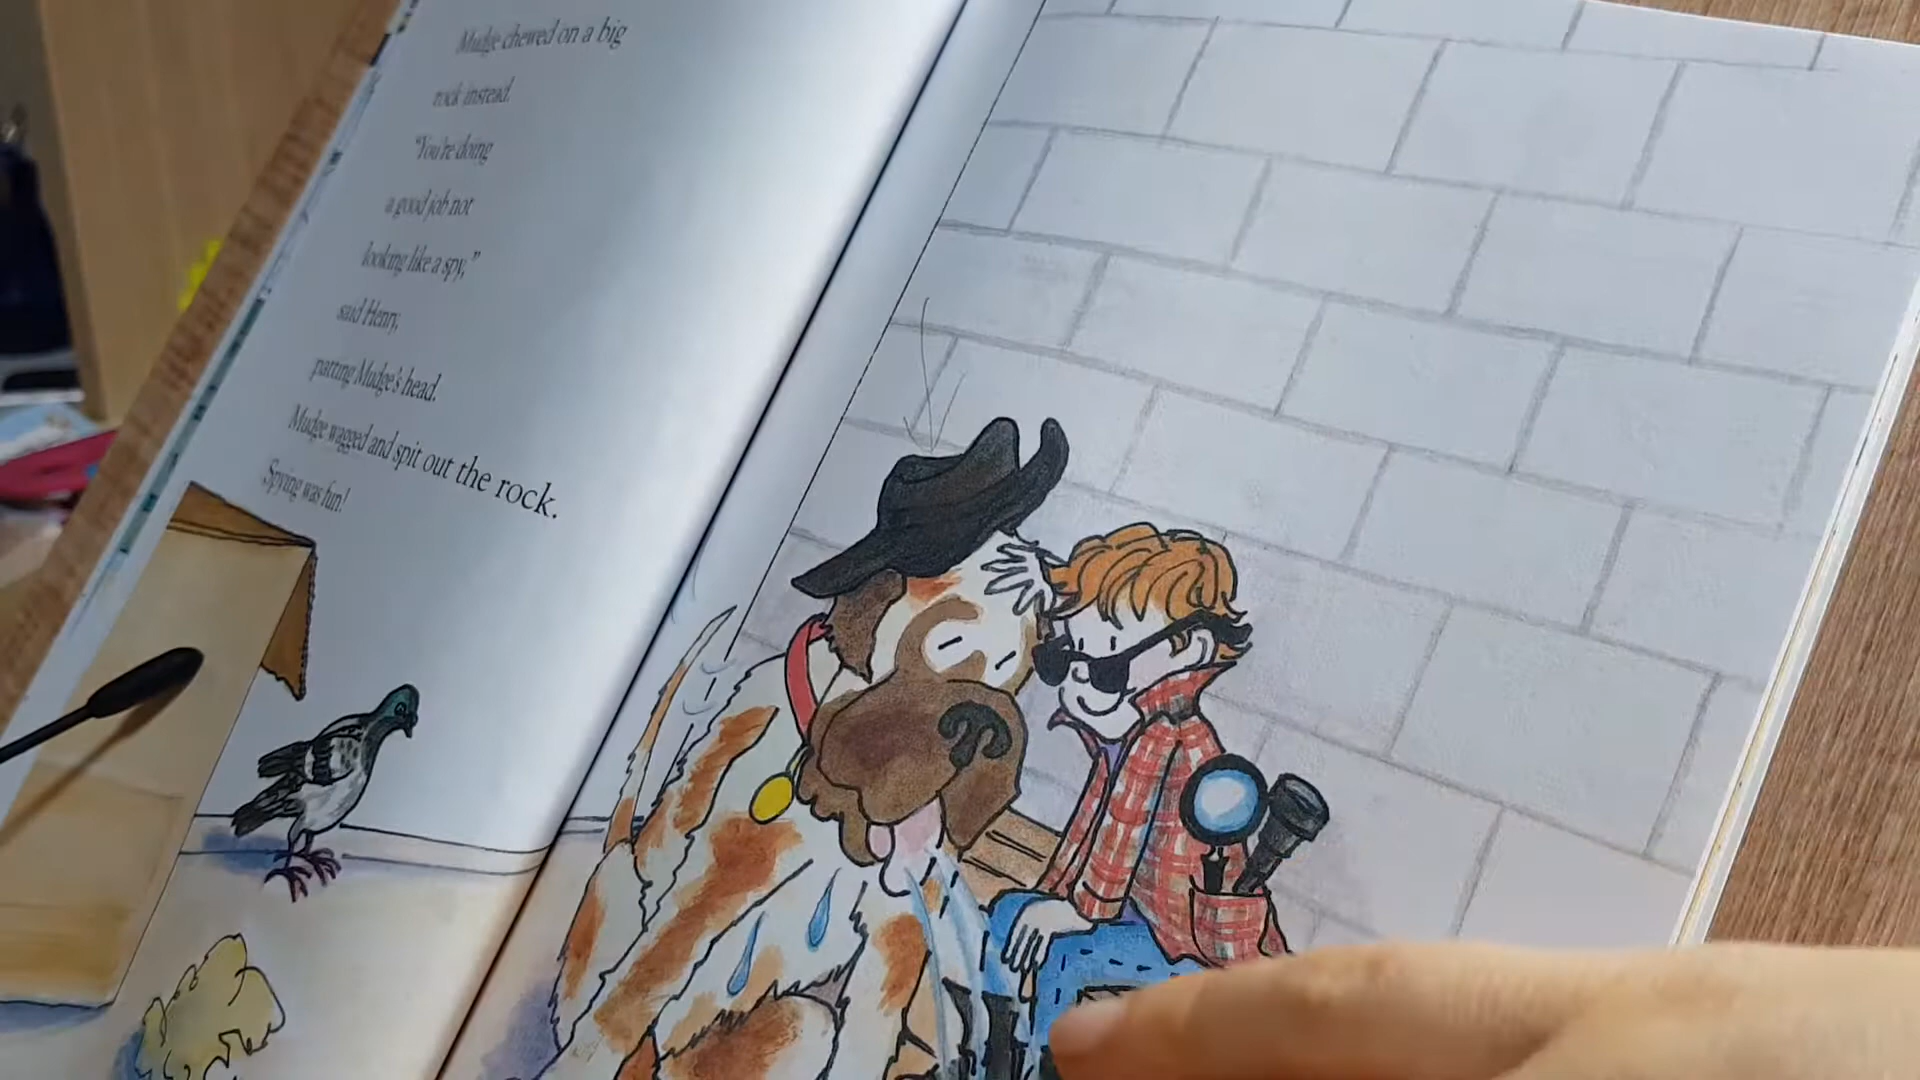 Mudge chewed on a big
rock instead.
“You're doing
a good job not
looking like a spy,”
said Henry,
patting Mudge's head.
Mudge wagged and spit out the rock.
Spying was fun!